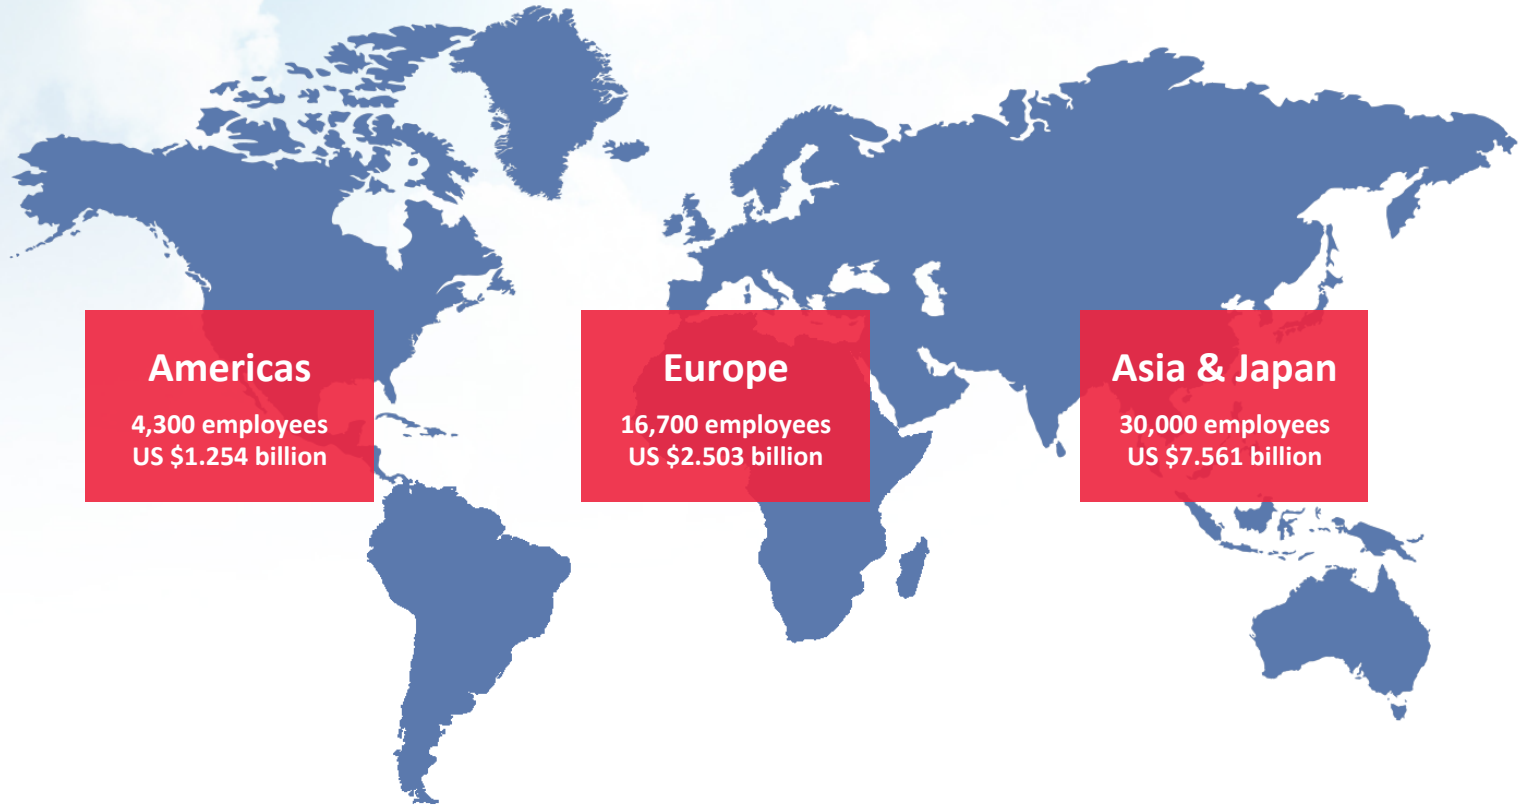 Americas
4,300 employees
US $1.254 billion
Europe
16,700 employees
US $2.503 billion
Asia & Japan
30,000 employees
US $7.561 billion